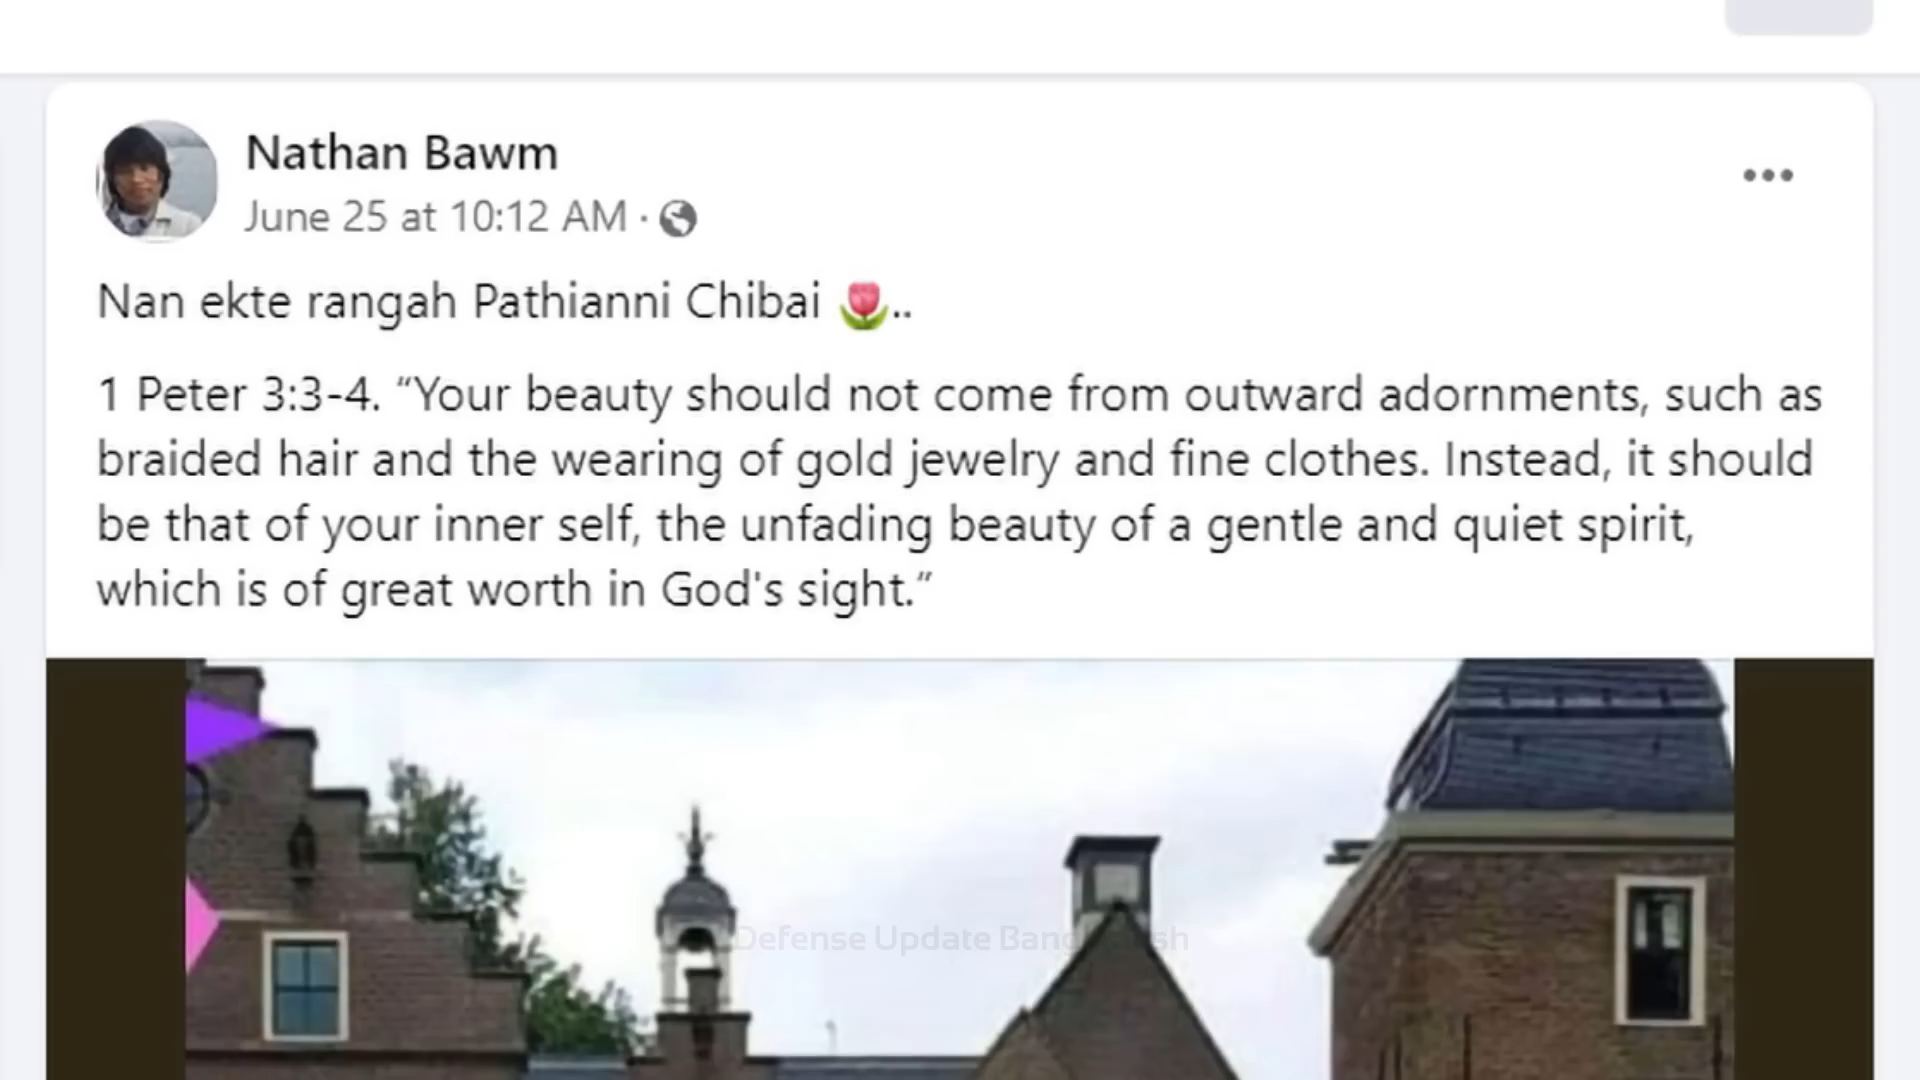 Nathan Bawm
June 25 at 10:12 AM ·
Nan ekte rangah Pathianni Chibai 🌷..
1 Peter 3:3-4. “Your beauty should not come from outward adornments, such as
braided hair and the wearing of gold jewelry and fine clothes. Instead, it should
be that of your inner self, the unfading beauty of a gentle and quiet spirit,
which is of great worth in God's sight.”
Defense Update